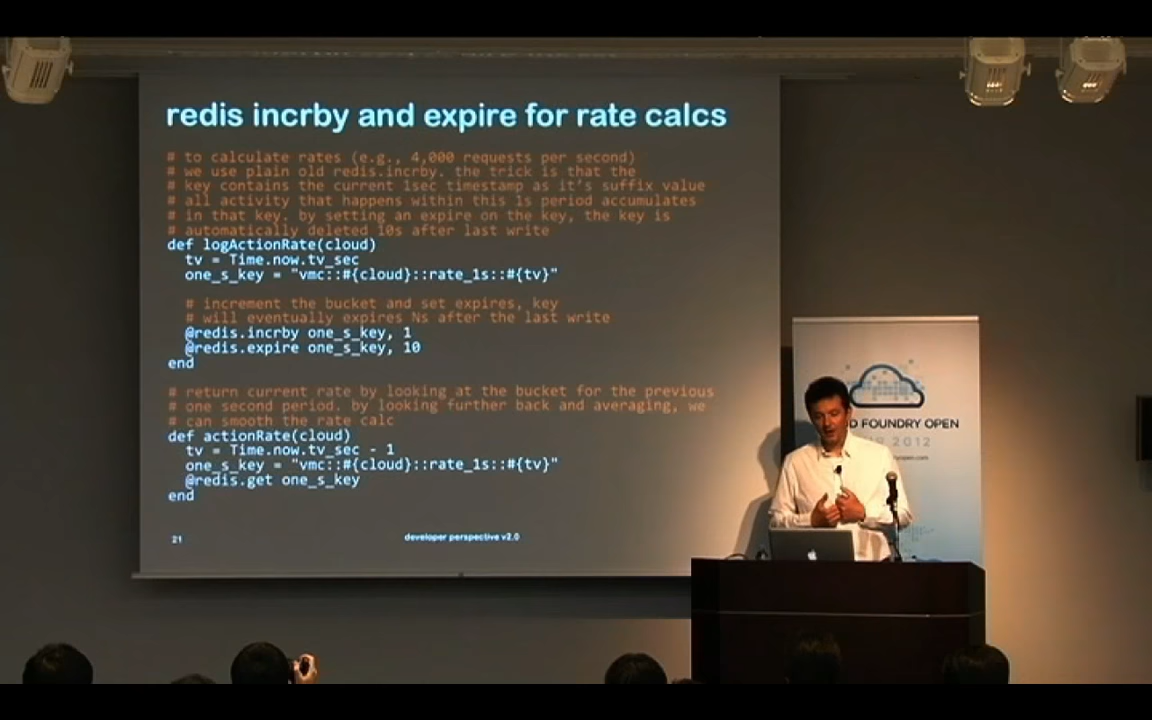 redis incrby and expire for rate calcs
# to calculate rates (e.g., 4,000 requests per second)
# we use plain old redis.incrby. the trick is that the
# key contains the current 1sec timestamp as it's suffix value
# all activity that happens within this 1s period accumulates
# in that key. by setting an expire on the key, the key is
# automatically deleted 10s after last write
def logActionRate(cloud)
tv = Time.now.tv_sec
one_s_key = "vmc::#{cloud}::rate_1s::#{tv}"
# increment the bucket and set expires, key
# will eventually expires Ns after the last write
@redis.incrby one_s_key, 1
@redis.expire one_s_key, 10
end
# return current rate by looking at the bucket for the previous
# one second period. by looking further back and averaging, we
# can smooth the rate calc
def actionRate(cloud)
tv = Time.now.tv_sec - 1
one_s_key = "vmc::#{cloud}::rate_1s::#{tv}"
@redis.get one_s_key
end
21
developer perspective v2.0
D FOUNDRY OPEN
2012